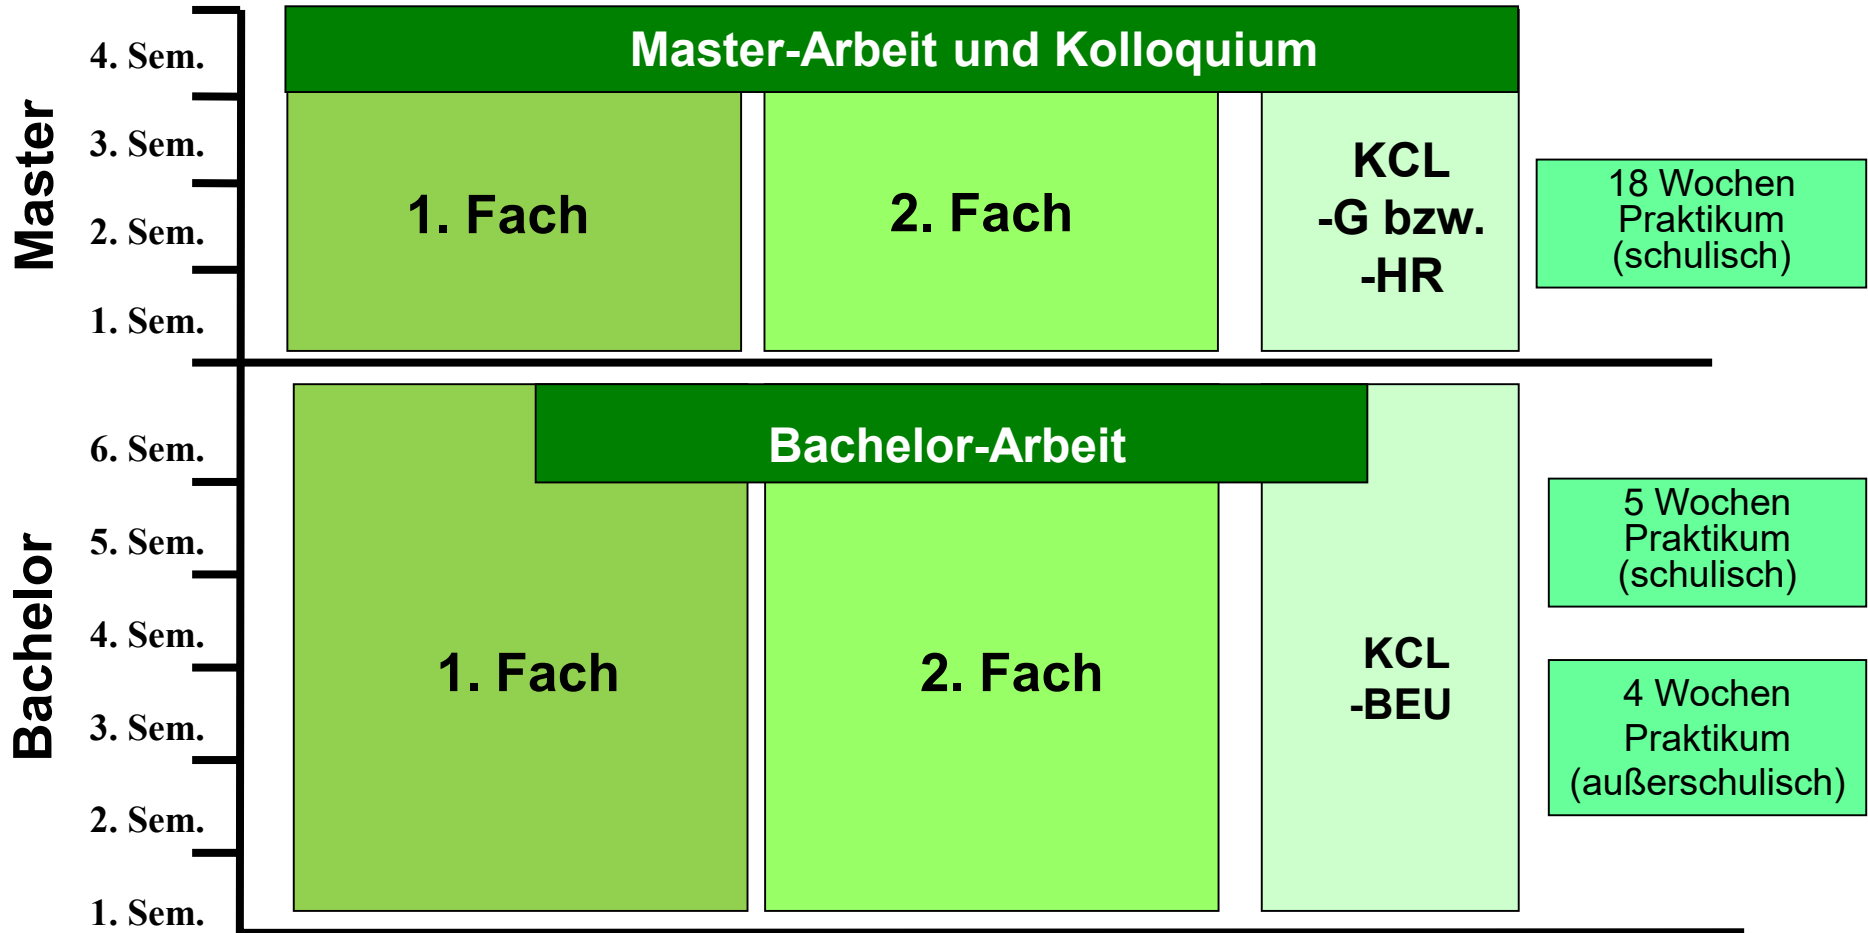 Master
4. Sem.
3. Sem.
2. Sem.
1. Sem.
Master-Arbeit und Kolloquium
1. Fach
2. Fach
KCL
-G bzw.
-HR
18 Wochen
Praktikum
(schulisch)
Bachelor
6. Sem.
5. Sem.
4. Sem.
3. Sem.
2. Sem.
1. Sem.
Bachelor-Arbeit
1. Fach
2. Fach
KCL
-BEU
5 Wochen
Praktikum
(schulisch)
4 Wochen
Praktikum
(außerschulisch)